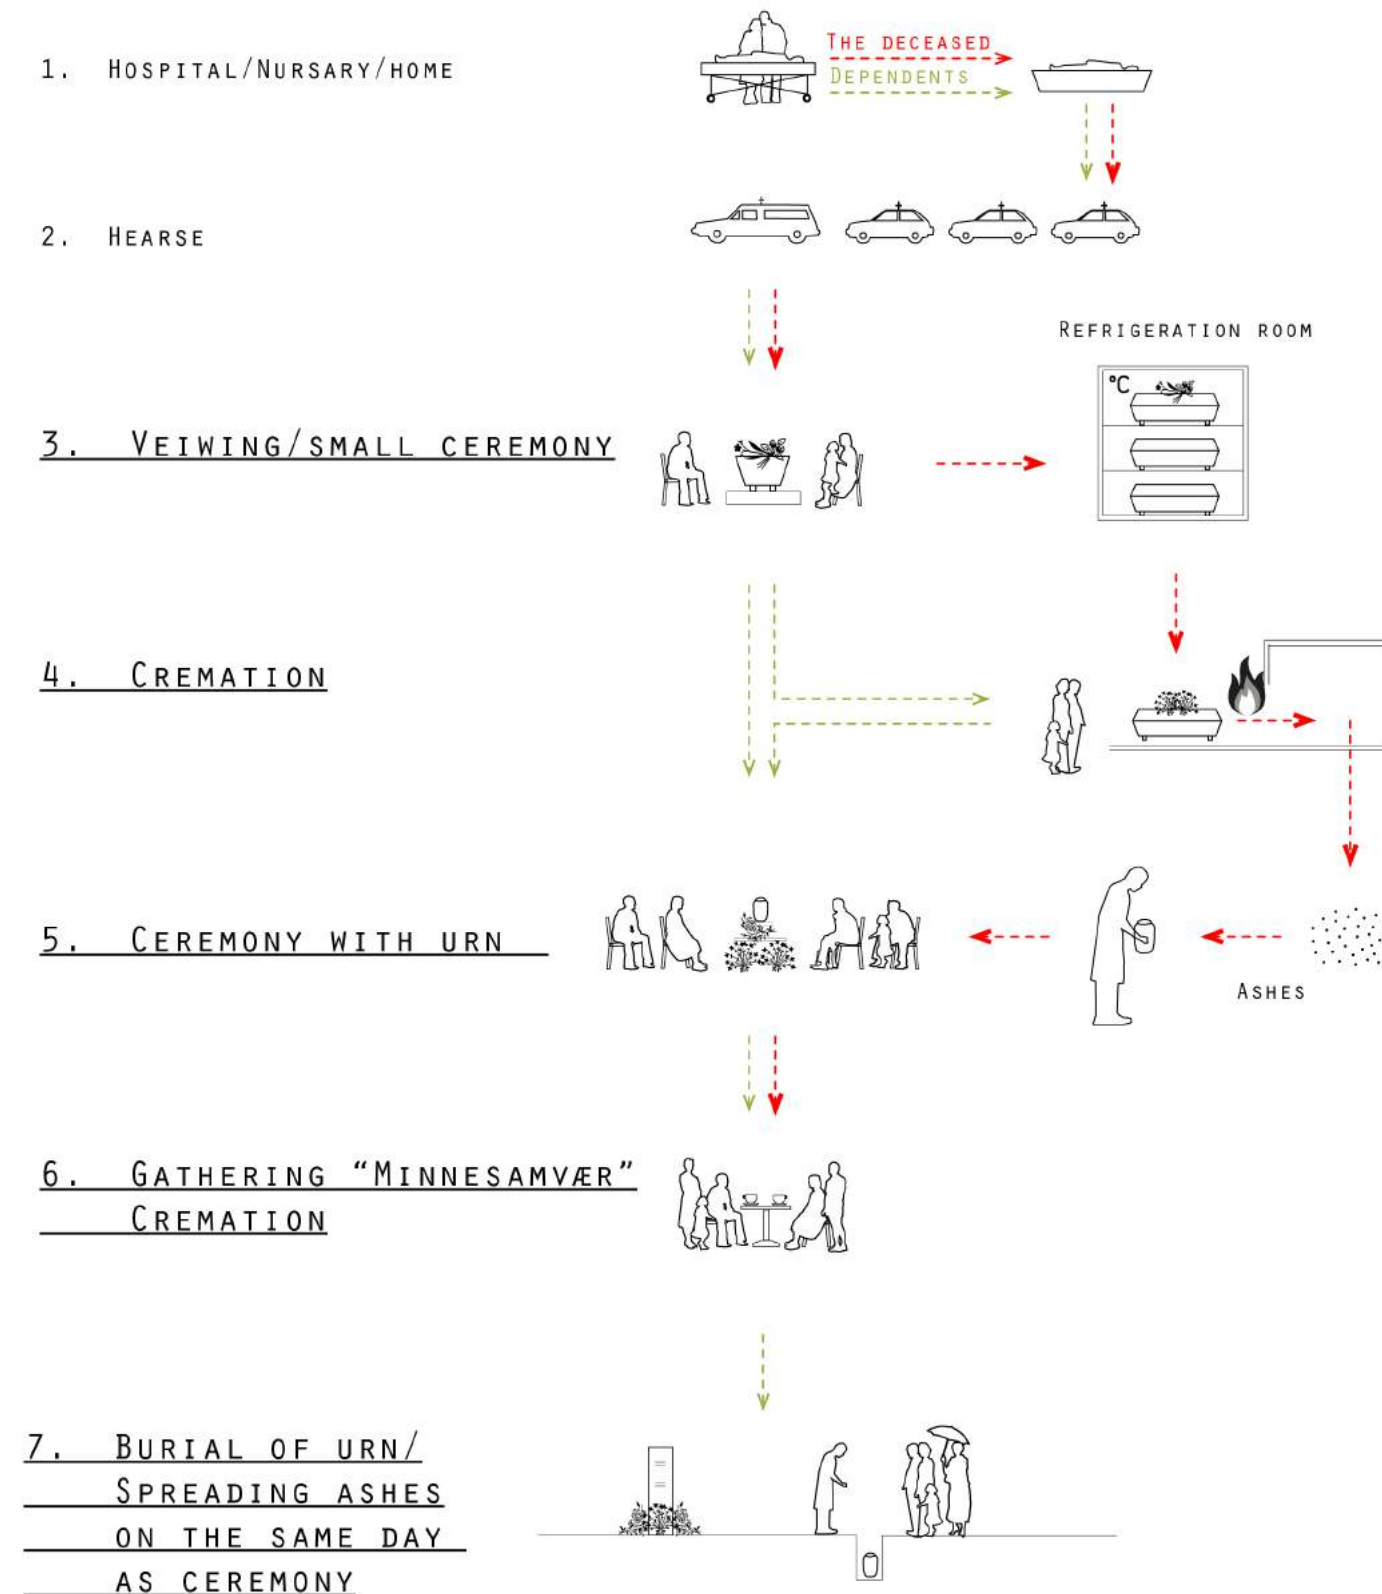 1. HOSPITAL/NURSARY/HOME
THE DECEASED
DEPENDENTS
2. HEARSE
REFRIGERATION ROOM
°C
3. VEIWING/SMALL CEREMONY
4. CREMATION
5. CEREMONY WITH URN
ASHES
6. GATHERING “MINNESAMVÆR”
CREMATION
7. BURIAL OF URN/
SPREADING ASHES
ON THE SAME DAY
AS CEREMONY